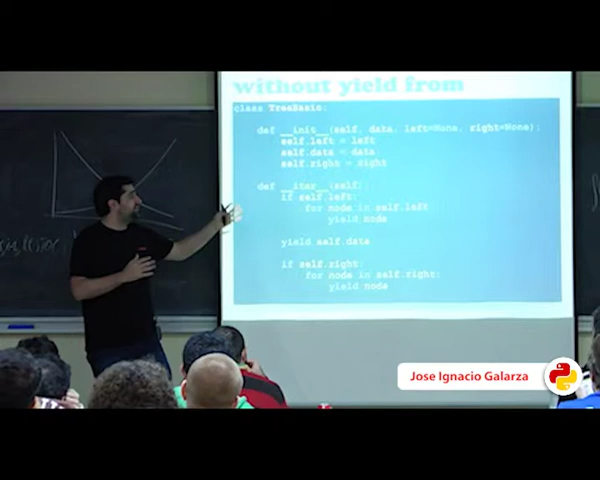 without yield from
class TreeBasic:
def __init__(self, data, left=None, right=None):
self.left = left
self.data = data
self.right = right
def __iter__(self):
if self.left:
for node in self.left:
yield node
yield self.data
if self.right:
for node in self.right:
yield node
Jose Ignacio Galarza